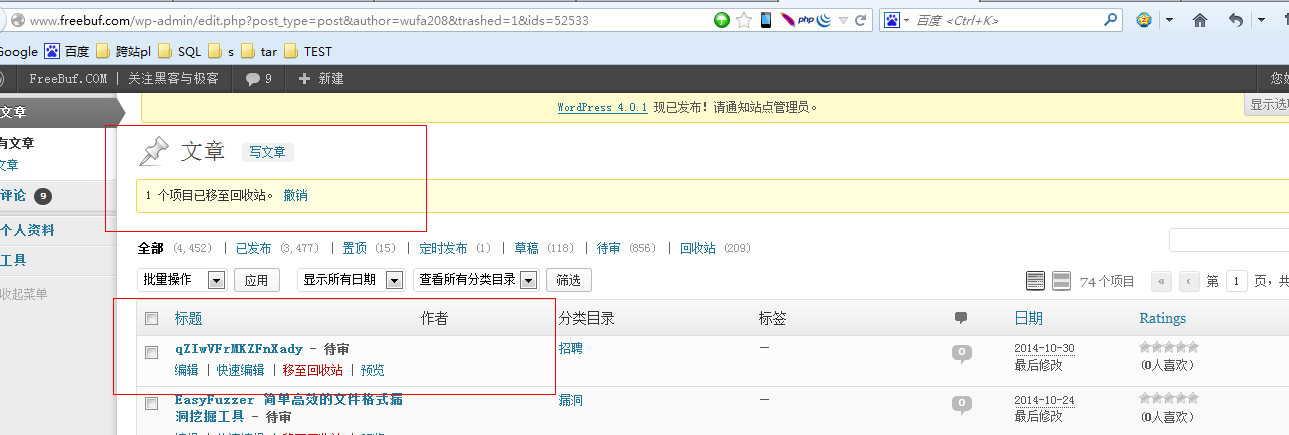 www.freebuf.com/wp-admin/edit.php?post_type=post&author=wufa208&trashed=1&ids=52533
php
百度 <Ctrl+K>
Google 百度 跨站pl SQL s tar TEST
FreeBuf.COM | 关注黑客与极客 9 + 新建
文章
WordPress 4.0.1 现已发布！请通知站点管理员。
显示选
有文章
文章
文章 写文章
评论 9
1 个项目已移至回收站。 撤销
个人资料
工具
收起菜单
全部 (4,452) | 已发布 (3,477) | 置顶 (15) | 定时发布 (1) | 草稿 (118) | 待审 (856) | 回收站 (209)
批量操作 应用 显示所有日期 查看所有分类目录 筛选 74 个项目 « ‹ 第 1 页，共
标题 作者 分类目录 标签 日期 Ratings
qZIwVFrMKZFnXady - 待审 招聘 — 0 2014-10-30
最后修改 (0人喜欢)
编辑 | 快速编辑 | 移至回收站 | 预览
EasyFuzzer 简单高效的文件格式漏 漏洞 — 0 2014-10-24
洞挖掘工具 - 待审 最后修改 (0人喜欢)